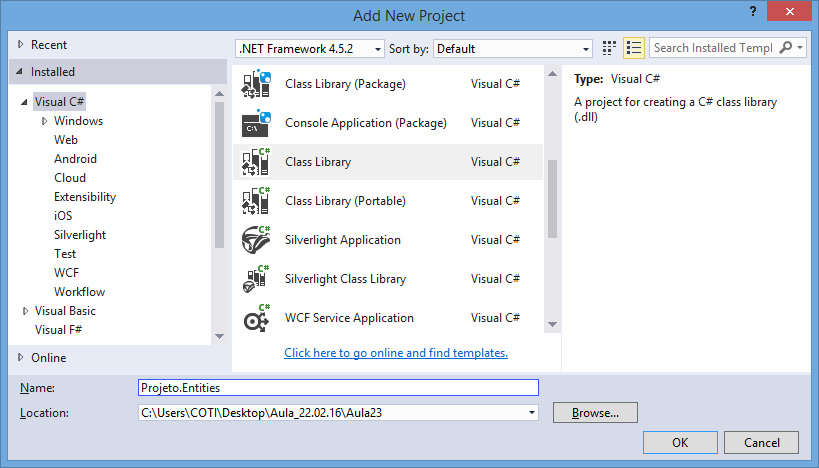 Add New Project
?
Recent
.NET Framework 4.5.2
Sort by:
Default
Search Installed Templ
Installed
Visual C#
Windows
Web
Android
Cloud
Extensibility
iOS
Silverlight
Test
WCF
Workflow
Visual Basic
Visual F#
Online
Class Library (Package) Visual C#
Console Application (Package) Visual C#
Class Library Visual C#
Class Library (Portable) Visual C#
Silverlight Application Visual C#
Silverlight Class Library Visual C#
WCF Service Application Visual C#
Click here to go online and find templates.
Type: Visual C#
A project for creating a C# class library
(.dll)
Name: Projeto.Entities
Location: C:\Users\COTI\Desktop\Aula_22.02.16\Aula23
Browse...
OK
Cancel